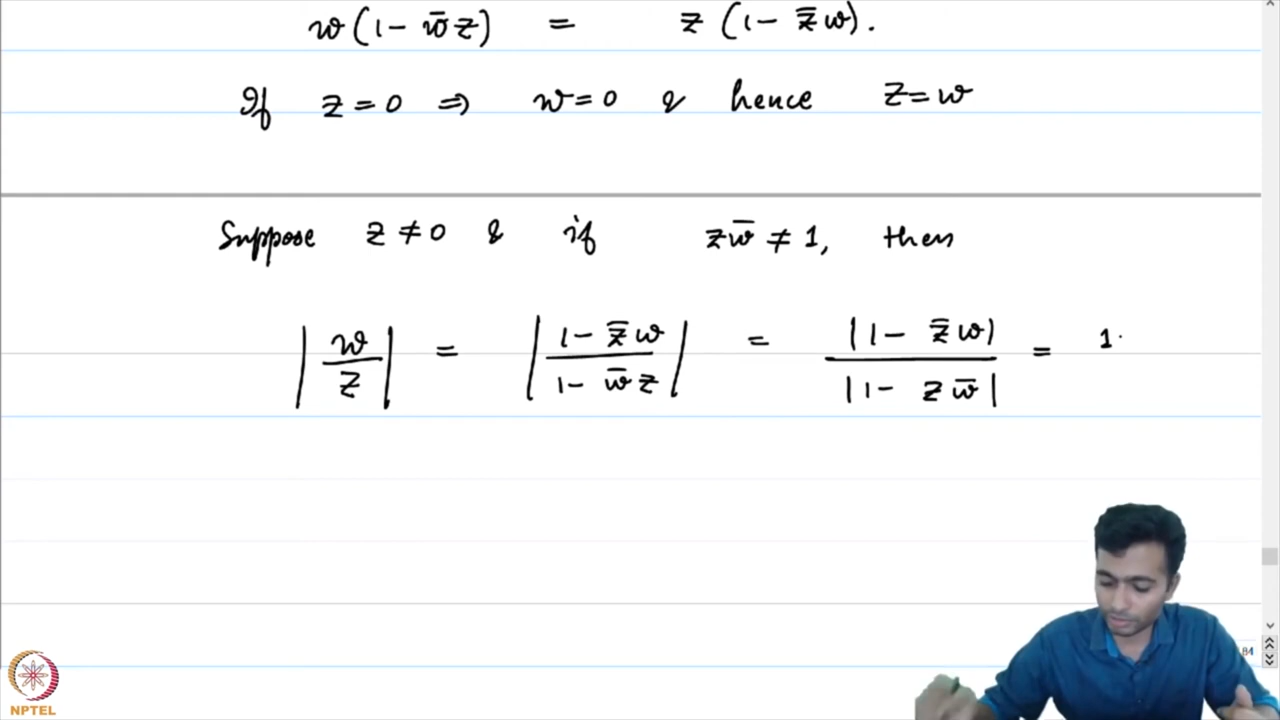 w(1- w̄z) = z(1- z̄w).
If z=0 ⇒ w=0 & hence z=w
Suppose z≠0 & if zw̄ ≠ 1, then
|w/z| = |(1- z̄w)/(1- w̄z)| = |1- z̄w|/|1- zw̄| = 1.
84
NPTEL